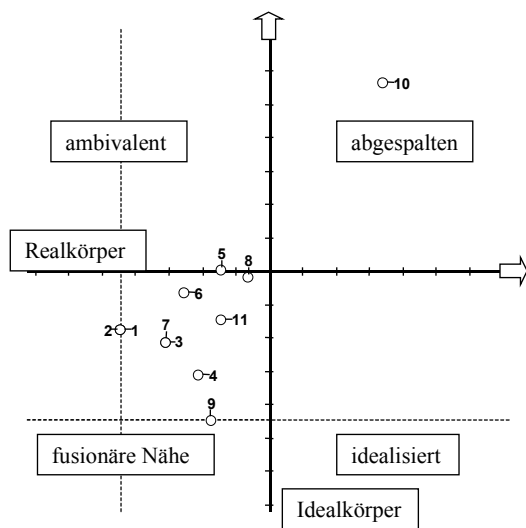 10
ambivalent
abgespalten
Realkörper
5
8
6
11
2 1
7
3
4
9
fusionäre Nähe
idealisiert
Idealkörper